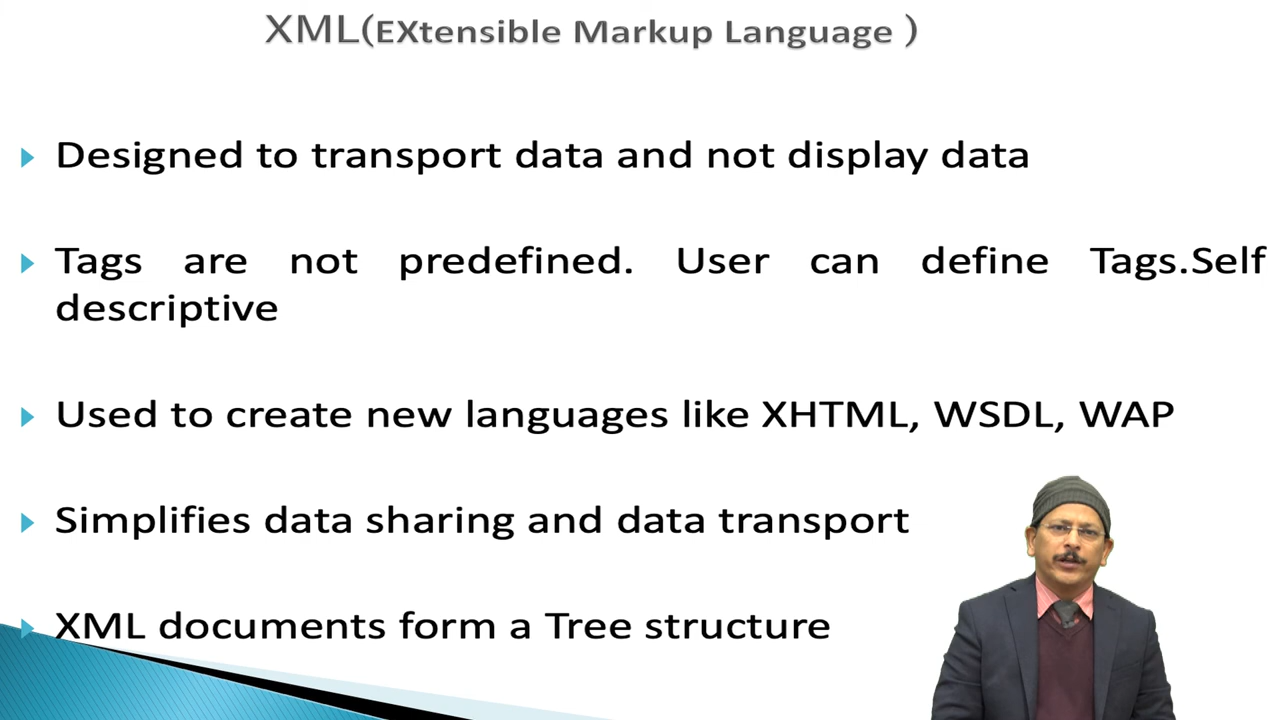 XML(EXtensible Markup Language )
Designed to transport data and not display data
Tags are not predefined. User can define Tags.Self
descriptive
Used to create new languages like XHTML, WSDL, WAP
Simplifies data sharing and data transport
XML documents form a Tree structure